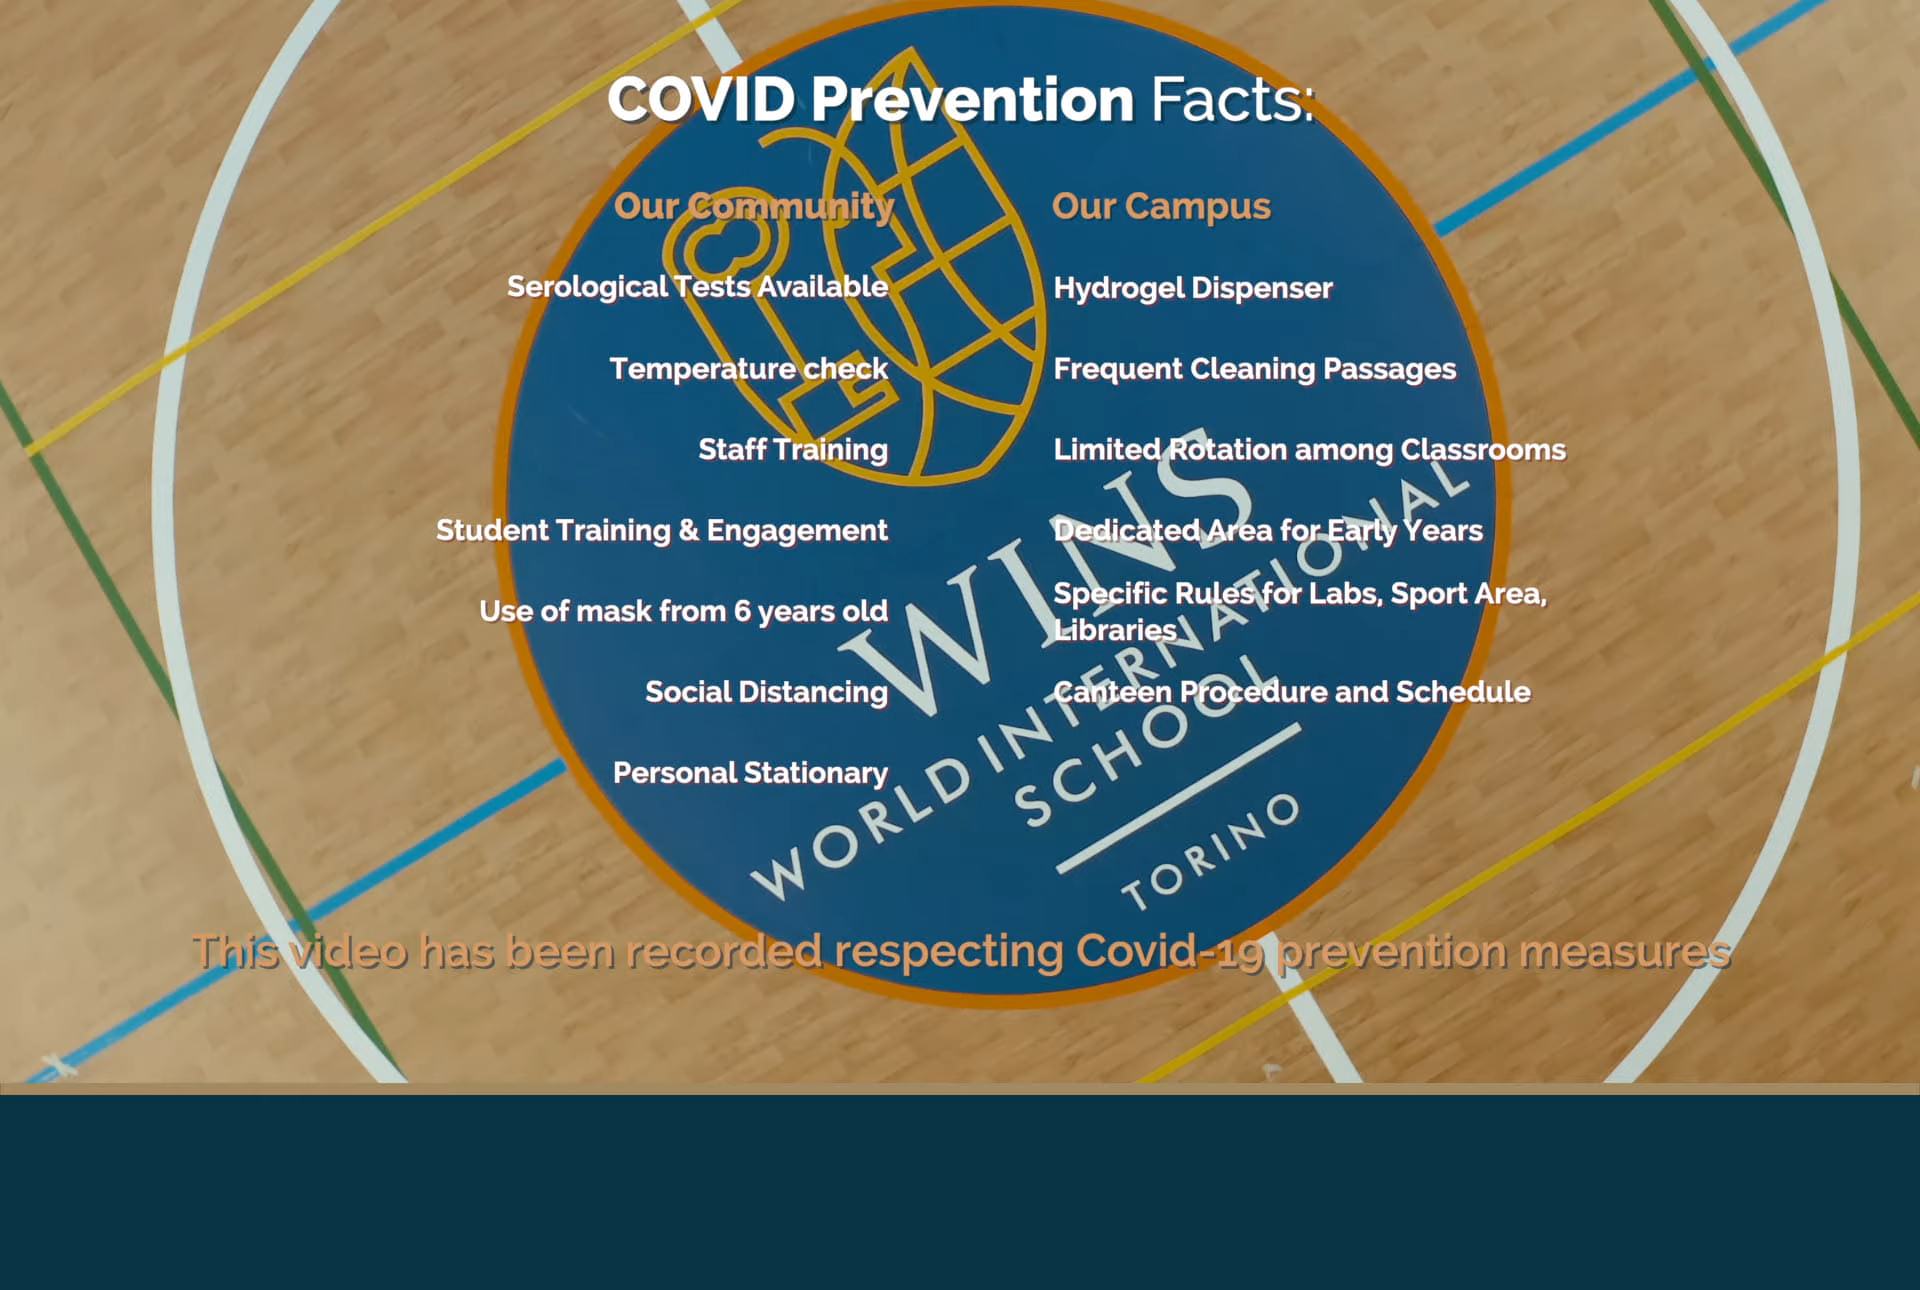 COVID Prevention Facts:
Our Community
Serological Tests Available
Temperature check
Staff Training
Student Training & Engagement
Use of mask from 6 years old
Social Distancing
Personal Stationary
Our Campus
Hydrogel Dispenser
Frequent Cleaning Passages
Limited Rotation among Classrooms
Dedicated Area for Early Years
Specific Rules for Labs, Sport Area,
Libraries
Canteen Procedure and Schedule
WINS
WORLD INTERNATIONAL
SCHOOL
TORINO
This video has been recorded respecting Covid-19 prevention measures